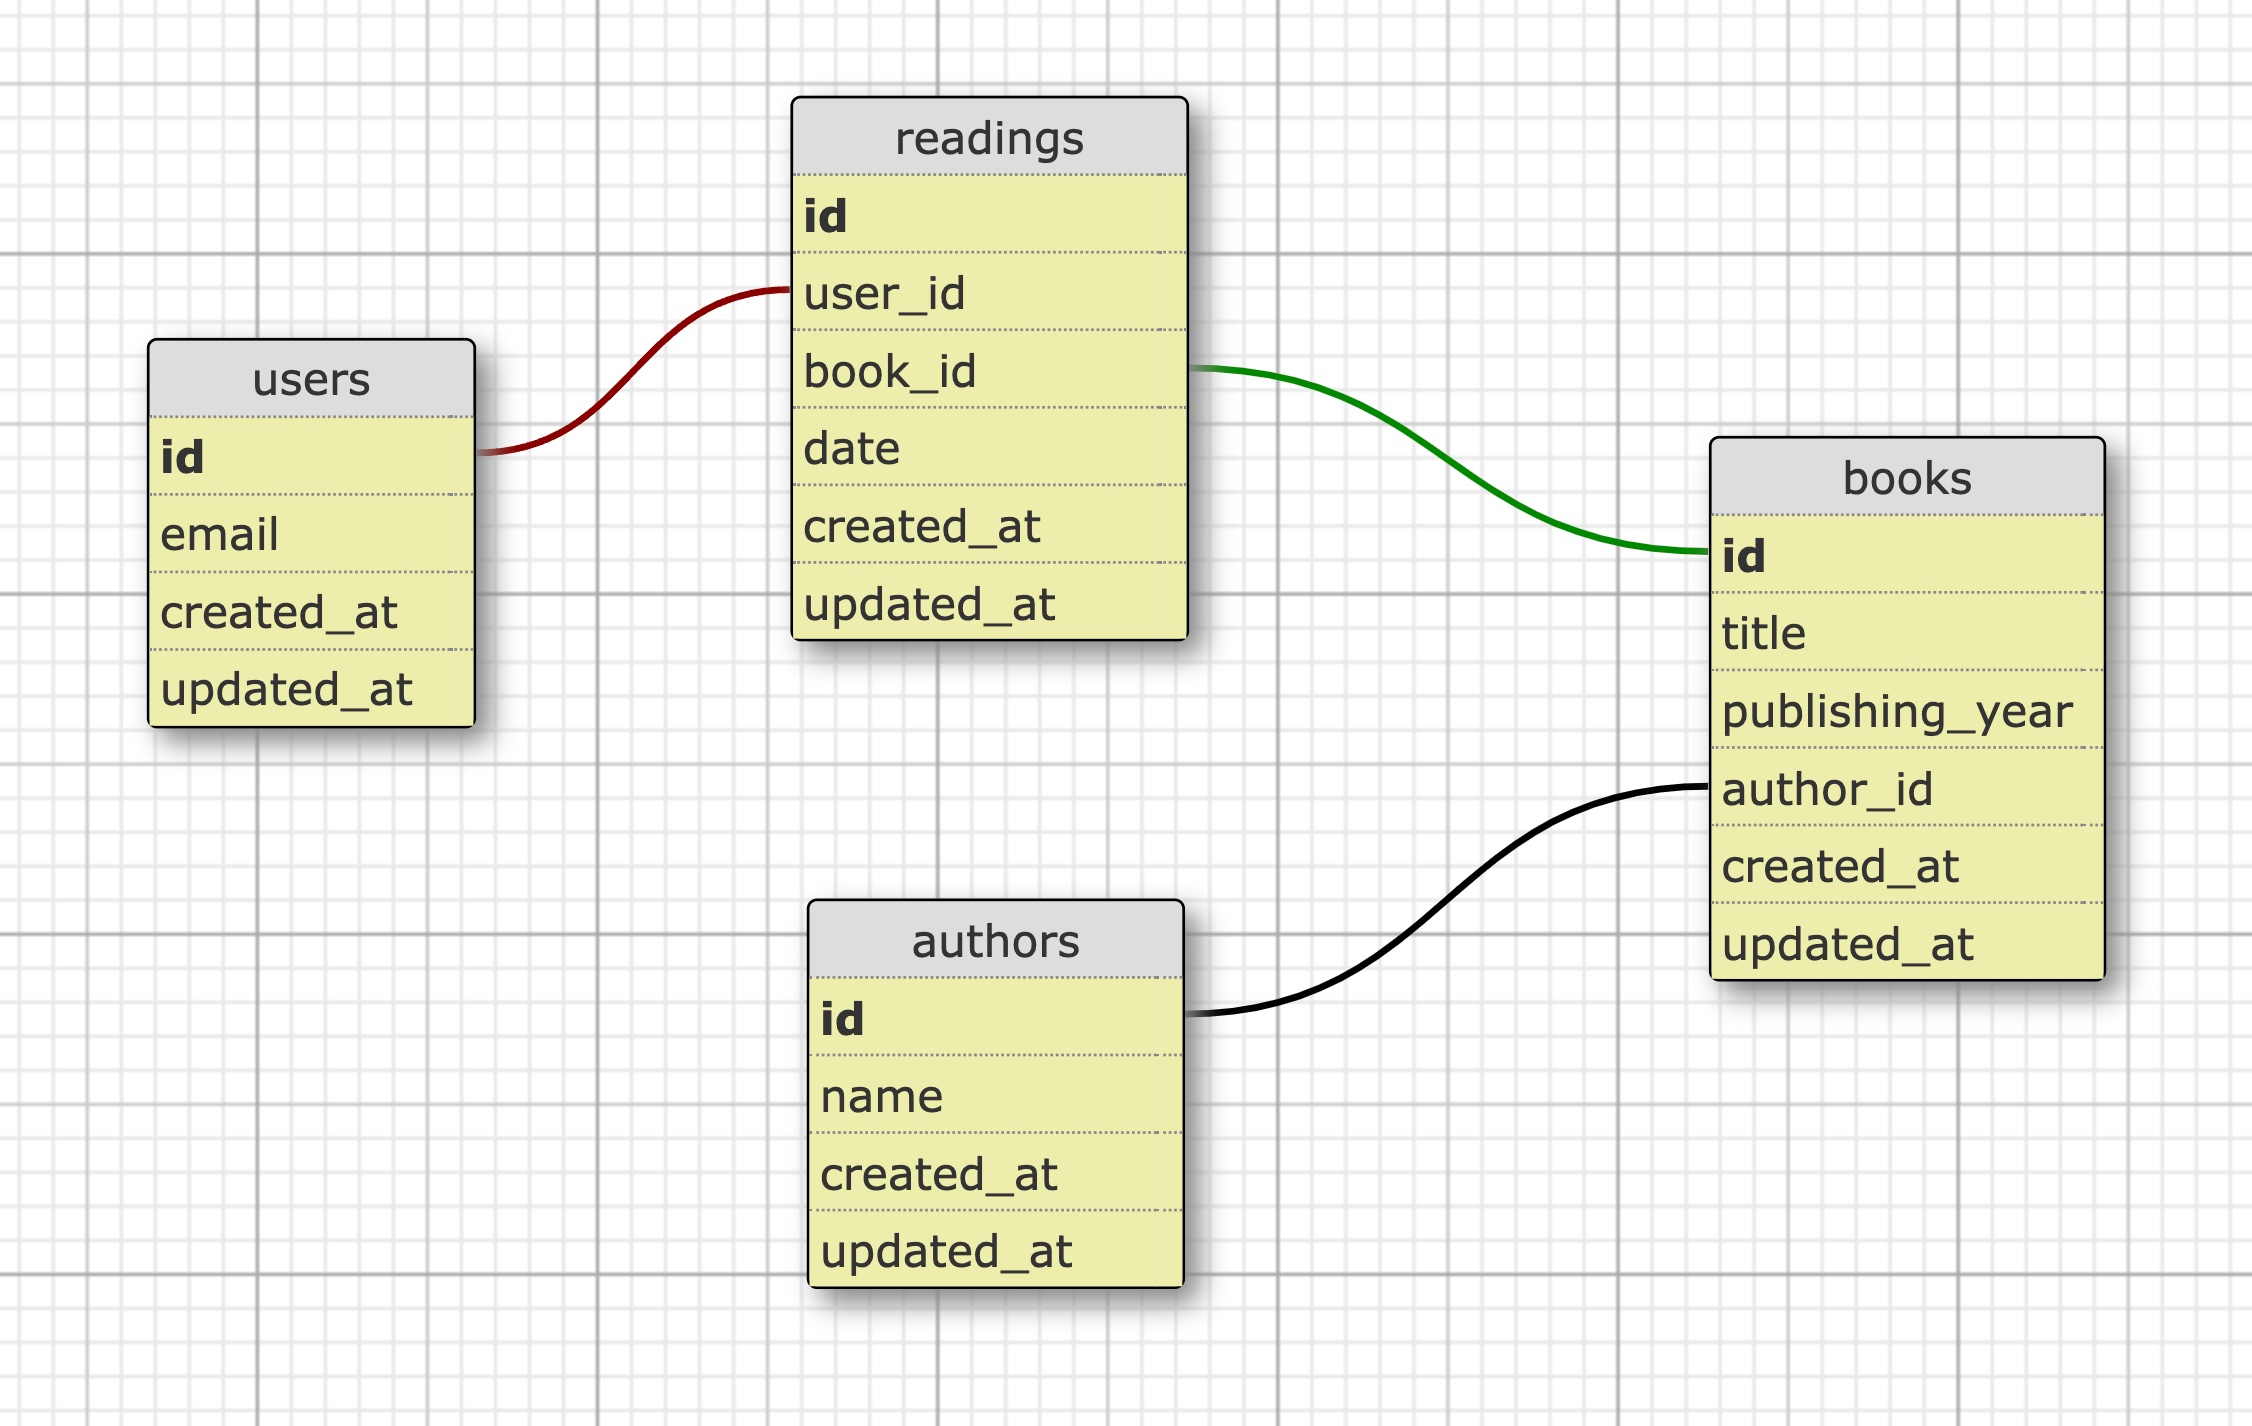 readings
id
user_id
book_id
date
created_at
updated_at
users
id
email
created_at
updated_at
books
id
title
publishing_year
author_id
created_at
updated_at
authors
id
name
created_at
updated_at